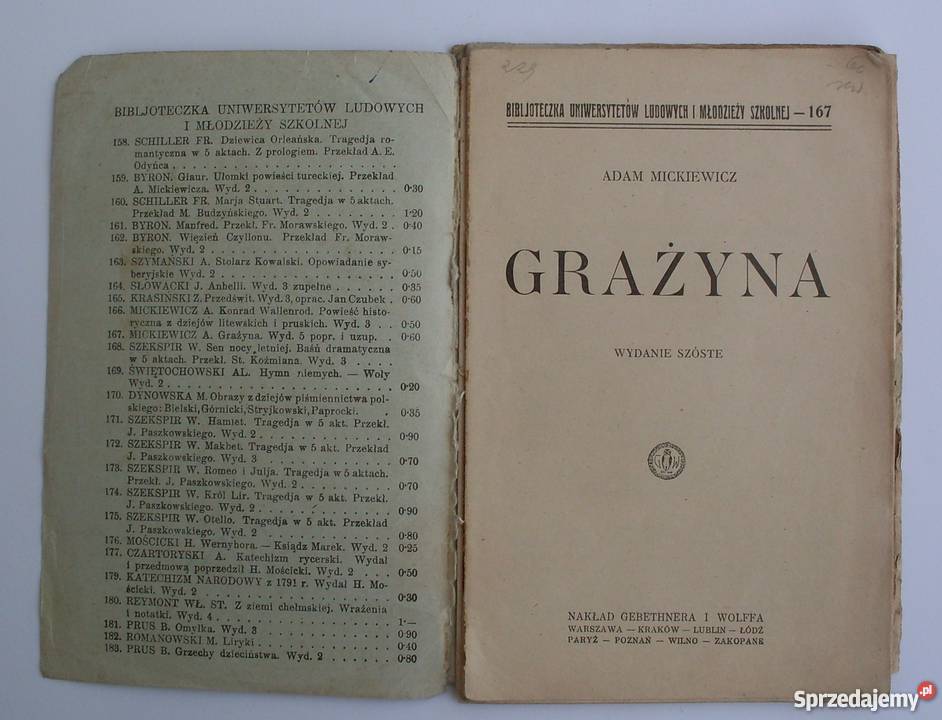 BIBLJOTECZKA UNIWERSYTETÓW LUDOWYCH
I MŁODZIEŻY SZKOLNEJ
158. SCHILLER FR. Dziewica Orleańska. Tragedja ro-
mantyczna w 5 aktach. Z prologiem. Przekład A. E.
Odyńca . . . . . . . . . . . . . . . . . . . .
159. BYRON. Giaur. Ułomki powieści tureckiej. Przekład
A. Mickiewicza. Wyd. 2 . . . . . . . . . . . . . 0·30
160. SCHILLER FR. Marja Stuart. Tragedja w 5 aktach.
Przekład M. Budzyńskiego. Wyd. 2 . . . . . . . . 1·20
161. BYRON. Manfred. Przekł. Fr. Morawskiego. Wyd. 2 . 0·40
162. BYRON. Więzień Czyllonu. Przekład Fr. Moraw-
skiego. Wyd. 2 . . . . . . . . . . . . . . . . 0·15
163. SZYMAŃSKI A. Stolarz Kowalski. Opowiadanie sy-
beryjskie Wyd. 2 . . . . . . . . . . . . . . . 0·50
164. SŁOWACKI J. Anhelli. Wyd. 3 zupełne . . . . . . 0·35
165. KRASIŃSKI Z. Przedświt. Wyd. 3, oprac. Jan Czubek . 0·60
166. MICKIEWICZ A. Konrad Wallenrod. Powieść histo-
ryczna z dziejów litewskich i pruskich. Wyd. 3 . . 0·50
167. MICKIEWICZ A. Grażyna. Wyd. 5 popr. i uzup. . 0·60
168. SZEKSPIR W. Sen nocy letniej. Baśń dramatyczna
w 5 aktach. Przekł. St. Koźmiana. Wyd. 3 . . . .
169. ŚWIĘTOCHOWSKI AL. Hymn niemych. — Woły
Wyd. 2 . . . . . . . . . . . . . . . . . . . . 0·20
170. DYNOWSKA M. Obrazy z dziejów piśmiennictwa pol-
skiego: Bielski, Górnicki, Stryjkowski, Paprocki. . 0·35
171. SZEKSPIR W. Hamlet. Tragedja w 5 akt. Przekł.
J. Paszkowskiego. Wyd. 2 . . . . . . . . . . . 0·90
172. SZEKSPIR W. Makbet. Tragedja w 5 akt. Przekład
J. Paszkowskiego. Wyd. 3 . . . . . . . . . . . 0·70
173. SZEKSPIR W. Romeo i Julja. Tragedja w 5 aktach.
Przekł. J. Paszkowskiego. Wyd. 2 . . . . . . . . 0·70
174. SZEKSPIR W. Król Lir. Tragedja w 5 akt. Przekł.
J. Paszkowskiego. Wyd. 2 . . . . . . . . . . . 0·90
175. SZEKSPIR W. Otello. Tragedja w 5 akt. Przekład
J. Paszkowskiego. Wyd. 2 . . . . . . . . . . . 0·80
176. MOŚCICKI H. Wernyhora. — Ksiądz Marek. Wyd. 2 0·25
177. CZARTORYSKI A. Katechizm rycerski. Wydał
i przedmową poprzedził H. Mościcki. Wyd. 2 . . . 0·50
179. KATECHIZM NARODOWY z 1791 r. Wydał H. Mo-
ścicki. Wyd. 2 . . . . . . . . . . . . . . . . 0·30
180. REYMONT WŁ. ST. Z ziemi chełmskiej. Wrażenia
i notatki. Wyd. 4 . . . . . . . . . . . . . . . 1·—
181. PRUS B. Omyłka. Wyd. 3 . . . . . . . . . . . 0·90
182. ROMANOWSKI M. Liryki . . . . . . . . . . . . 0·40
183. PRUS B. Grzechy dzieciństwa. Wyd. 2 . . . . . . 0·80
229
BIBLJOTECZKA UNIWERSYTETÓW LUDOWYCH I MŁODZIEŻY SZKOLNEJ — 167
ADAM MICKIEWICZ
GRAŻYNA
WYDANIE SZÓSTE
NAKŁAD GEBETHNERA I WOLFFA
WARSZAWA — KRAKÓW — LUBLIN — ŁÓDŹ
PARYŻ — POZNAŃ — WILNO — ZAKOPANE
Sprzedajemy.pl